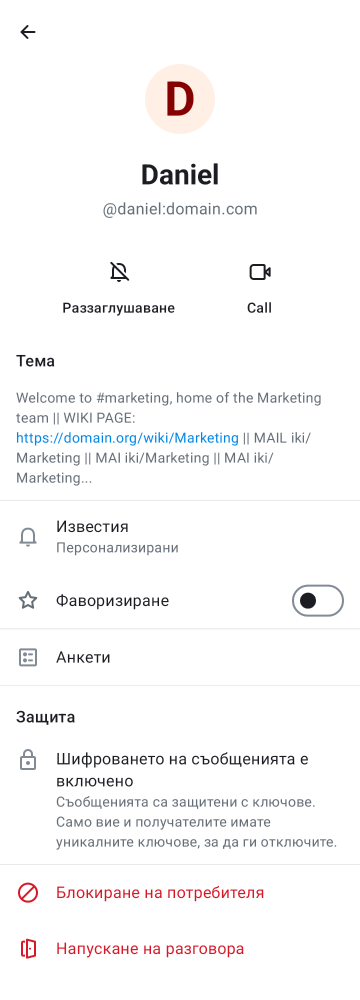 D
Daniel
@daniel:domain.com
Раззаглушаване
Call
Тема
Welcome to #marketing, home of the Marketing
team || WIKI PAGE:
https://domain.org/wiki/Marketing || MAIL iki/
Marketing || MAI iki/Marketing || MAI iki/
Marketing...
Известия
Персонализирани
Фаворизиране
Анкети
Защита
Шифроването на съобщенията е
включено
Съобщенията са защитени с ключове.
Само вие и получателите имате
уникалните ключове, за да ги отключите.
Блокиране на потребителя
Напускане на разговора